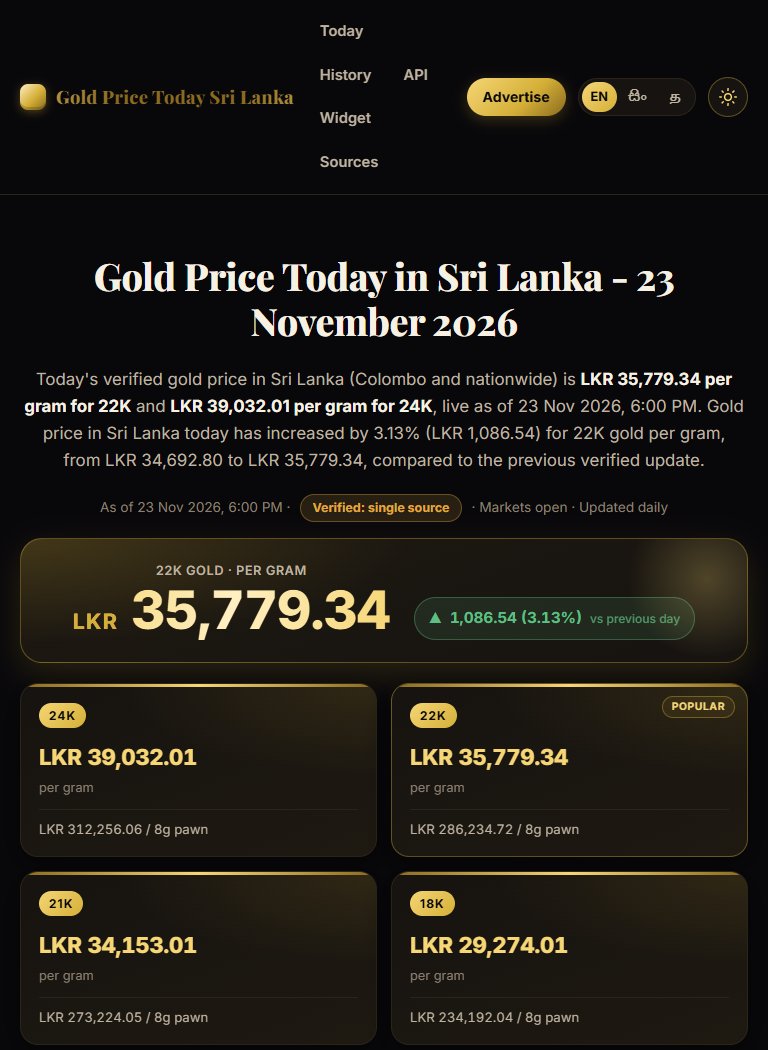 Gold Price Today Sri Lanka
Today
History API
Widget
Sources
Advertise
EN සිං த
Gold Price Today in Sri Lanka - 23
November 2026
Today's verified gold price in Sri Lanka (Colombo and nationwide) is LKR 35,779.34 per
gram for 22K and LKR 39,032.01 per gram for 24K, live as of 23 Nov 2026, 6:00 PM. Gold
price in Sri Lanka today has increased by 3.13% (LKR 1,086.54) for 22K gold per gram,
from LKR 34,692.80 to LKR 35,779.34, compared to the previous verified update.
As of 23 Nov 2026, 6:00 PM · Verified: single source · Markets open · Updated daily
22K GOLD · PER GRAM
LKR 35,779.34
▲ 1,086.54 (3.13%) vs previous day
24K
LKR 39,032.01
per gram
LKR 312,256.06 / 8g pawn
22K
POPULAR
LKR 35,779.34
per gram
LKR 286,234.72 / 8g pawn
21K
LKR 34,153.01
per gram
LKR 273,224.05 / 8g pawn
18K
LKR 29,274.01
per gram
LKR 234,192.04 / 8g pawn